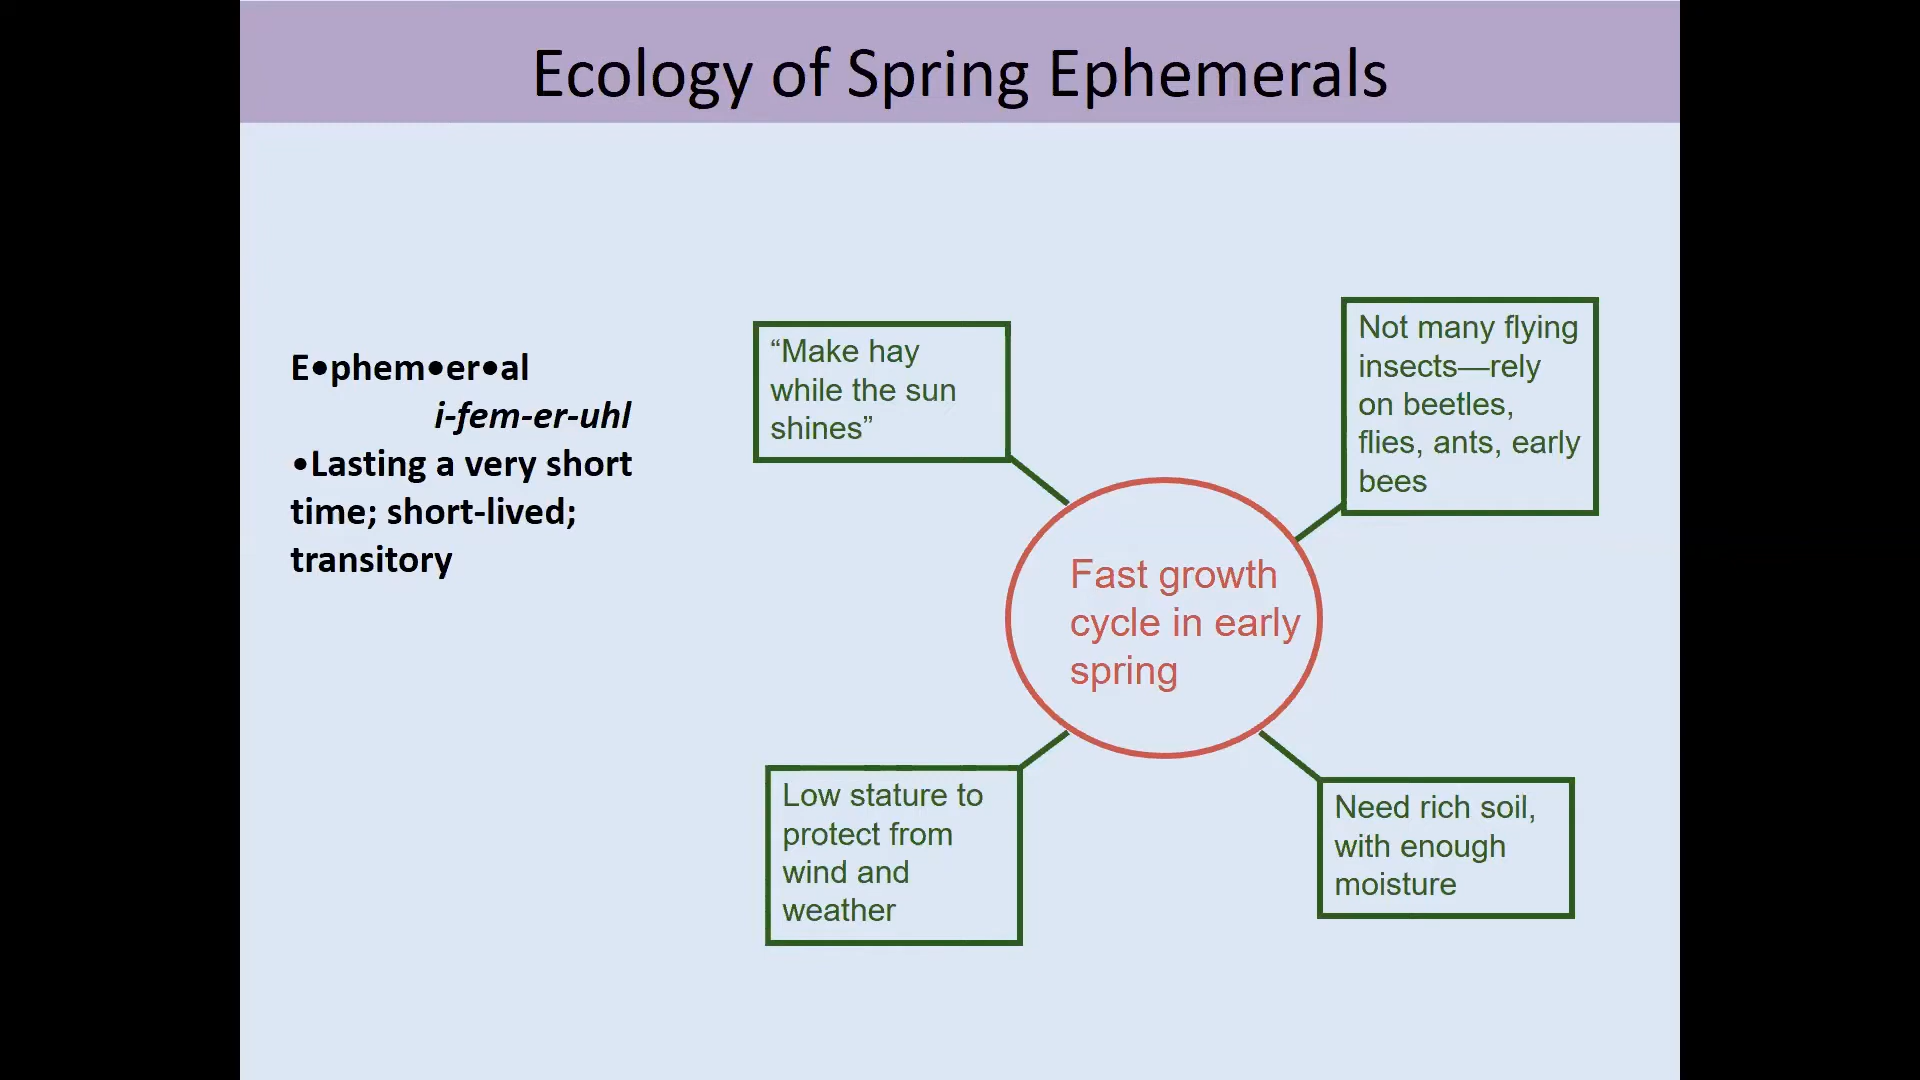 Ecology of Spring Ephemerals
E•phem•er•al
i-fem-er-uhl
•Lasting a very short
time; short-lived;
transitory
“Make hay
while the sun
shines”
Not many flying
insects—rely
on beetles,
flies, ants, early
bees
Fast growth
cycle in early
spring
Low stature to
protect from
wind and
weather
Need rich soil,
with enough
moisture